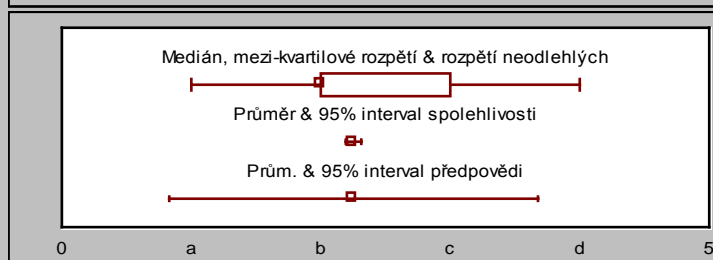 Medián, mezi-kvartilové rozpětí & rozpětí neodlehlých
Průměr & 95% interval spolehlivosti
Prům. & 95% interval předpovědi
0 a b c d 5